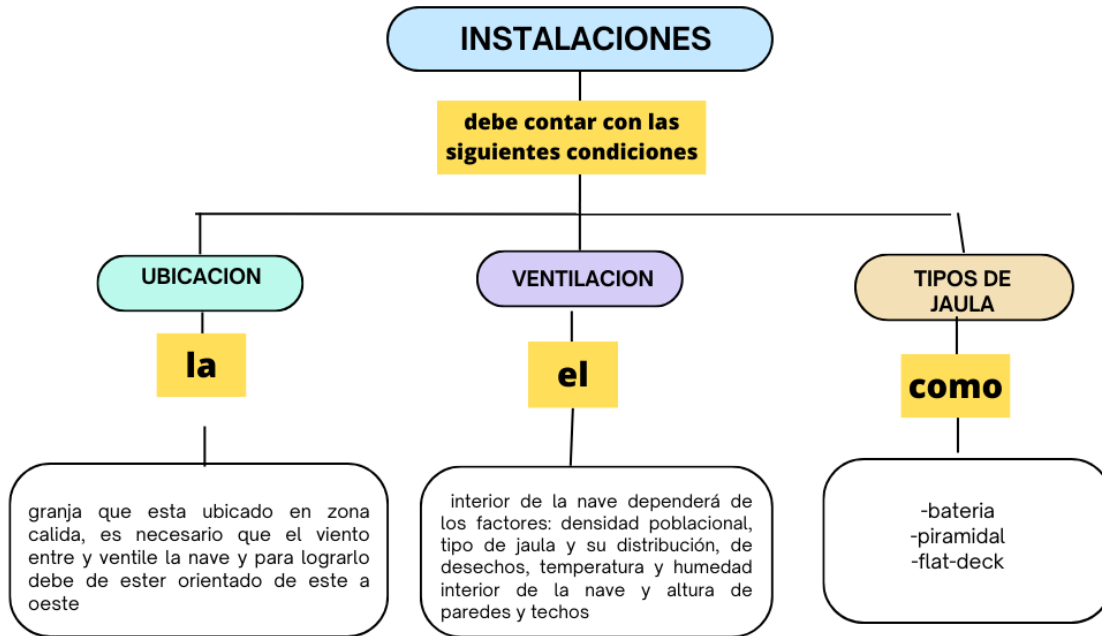 INSTALACIONES
debe contar con las
siguientes condiciones
UBICACION
la
granja que esta ubicado en zona
calida, es necesario que el viento
entre y ventile la nave y para lograrlo
debe de ester orientado de este a
oeste
VENTILACION
el
interior de la nave dependerá de
los factores: densidad poblacional,
tipo de jaula y su distribución, de
desechos, temperatura y humedad
interior de la nave y altura de
paredes y techos
TIPOS DE
JAULA
como
-bateria
-piramidal
-flat-deck